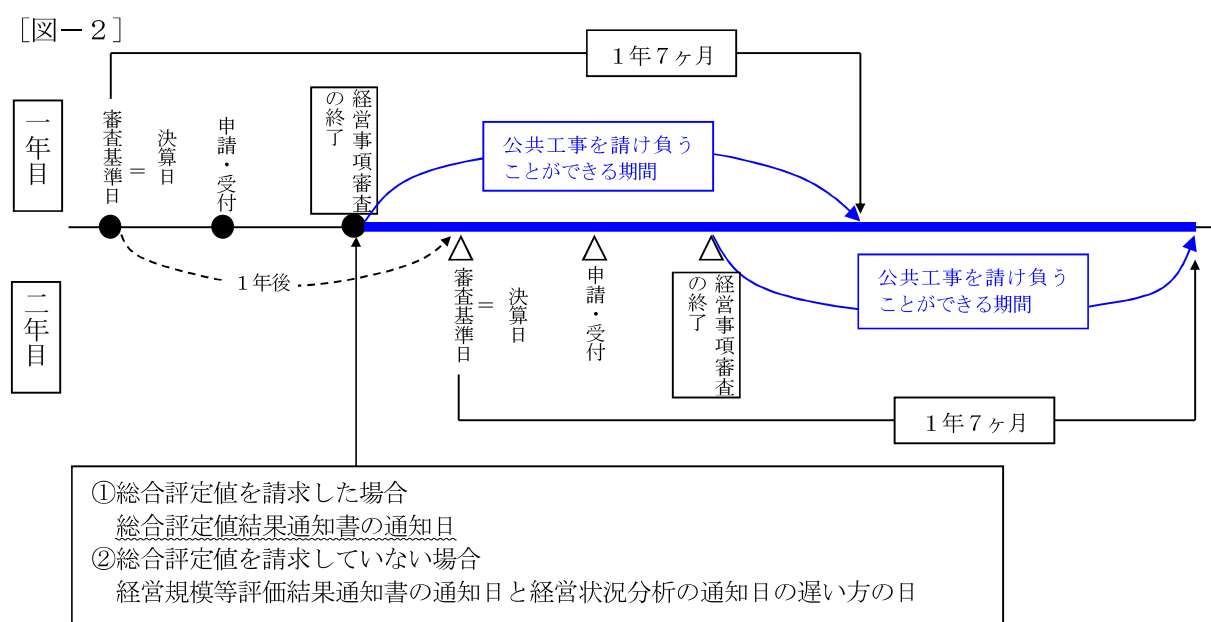 ［図－２］
１年７ヶ月
一年目
審査基準日
＝
決算日
申請・受付
経営事項審査
の終了
公共工事を請け負う
ことができる期間
１年後
二年目
審査基準日
＝
決算日
申請・受付
経営事項審査
の終了
公共工事を請け負う
ことができる期間
１年７ヶ月
①総合評定値を請求した場合
総合評定値結果通知書の通知日
②総合評定値を請求していない場合
経営規模等評価結果通知書の通知日と経営状況分析の通知日の遅い方の日